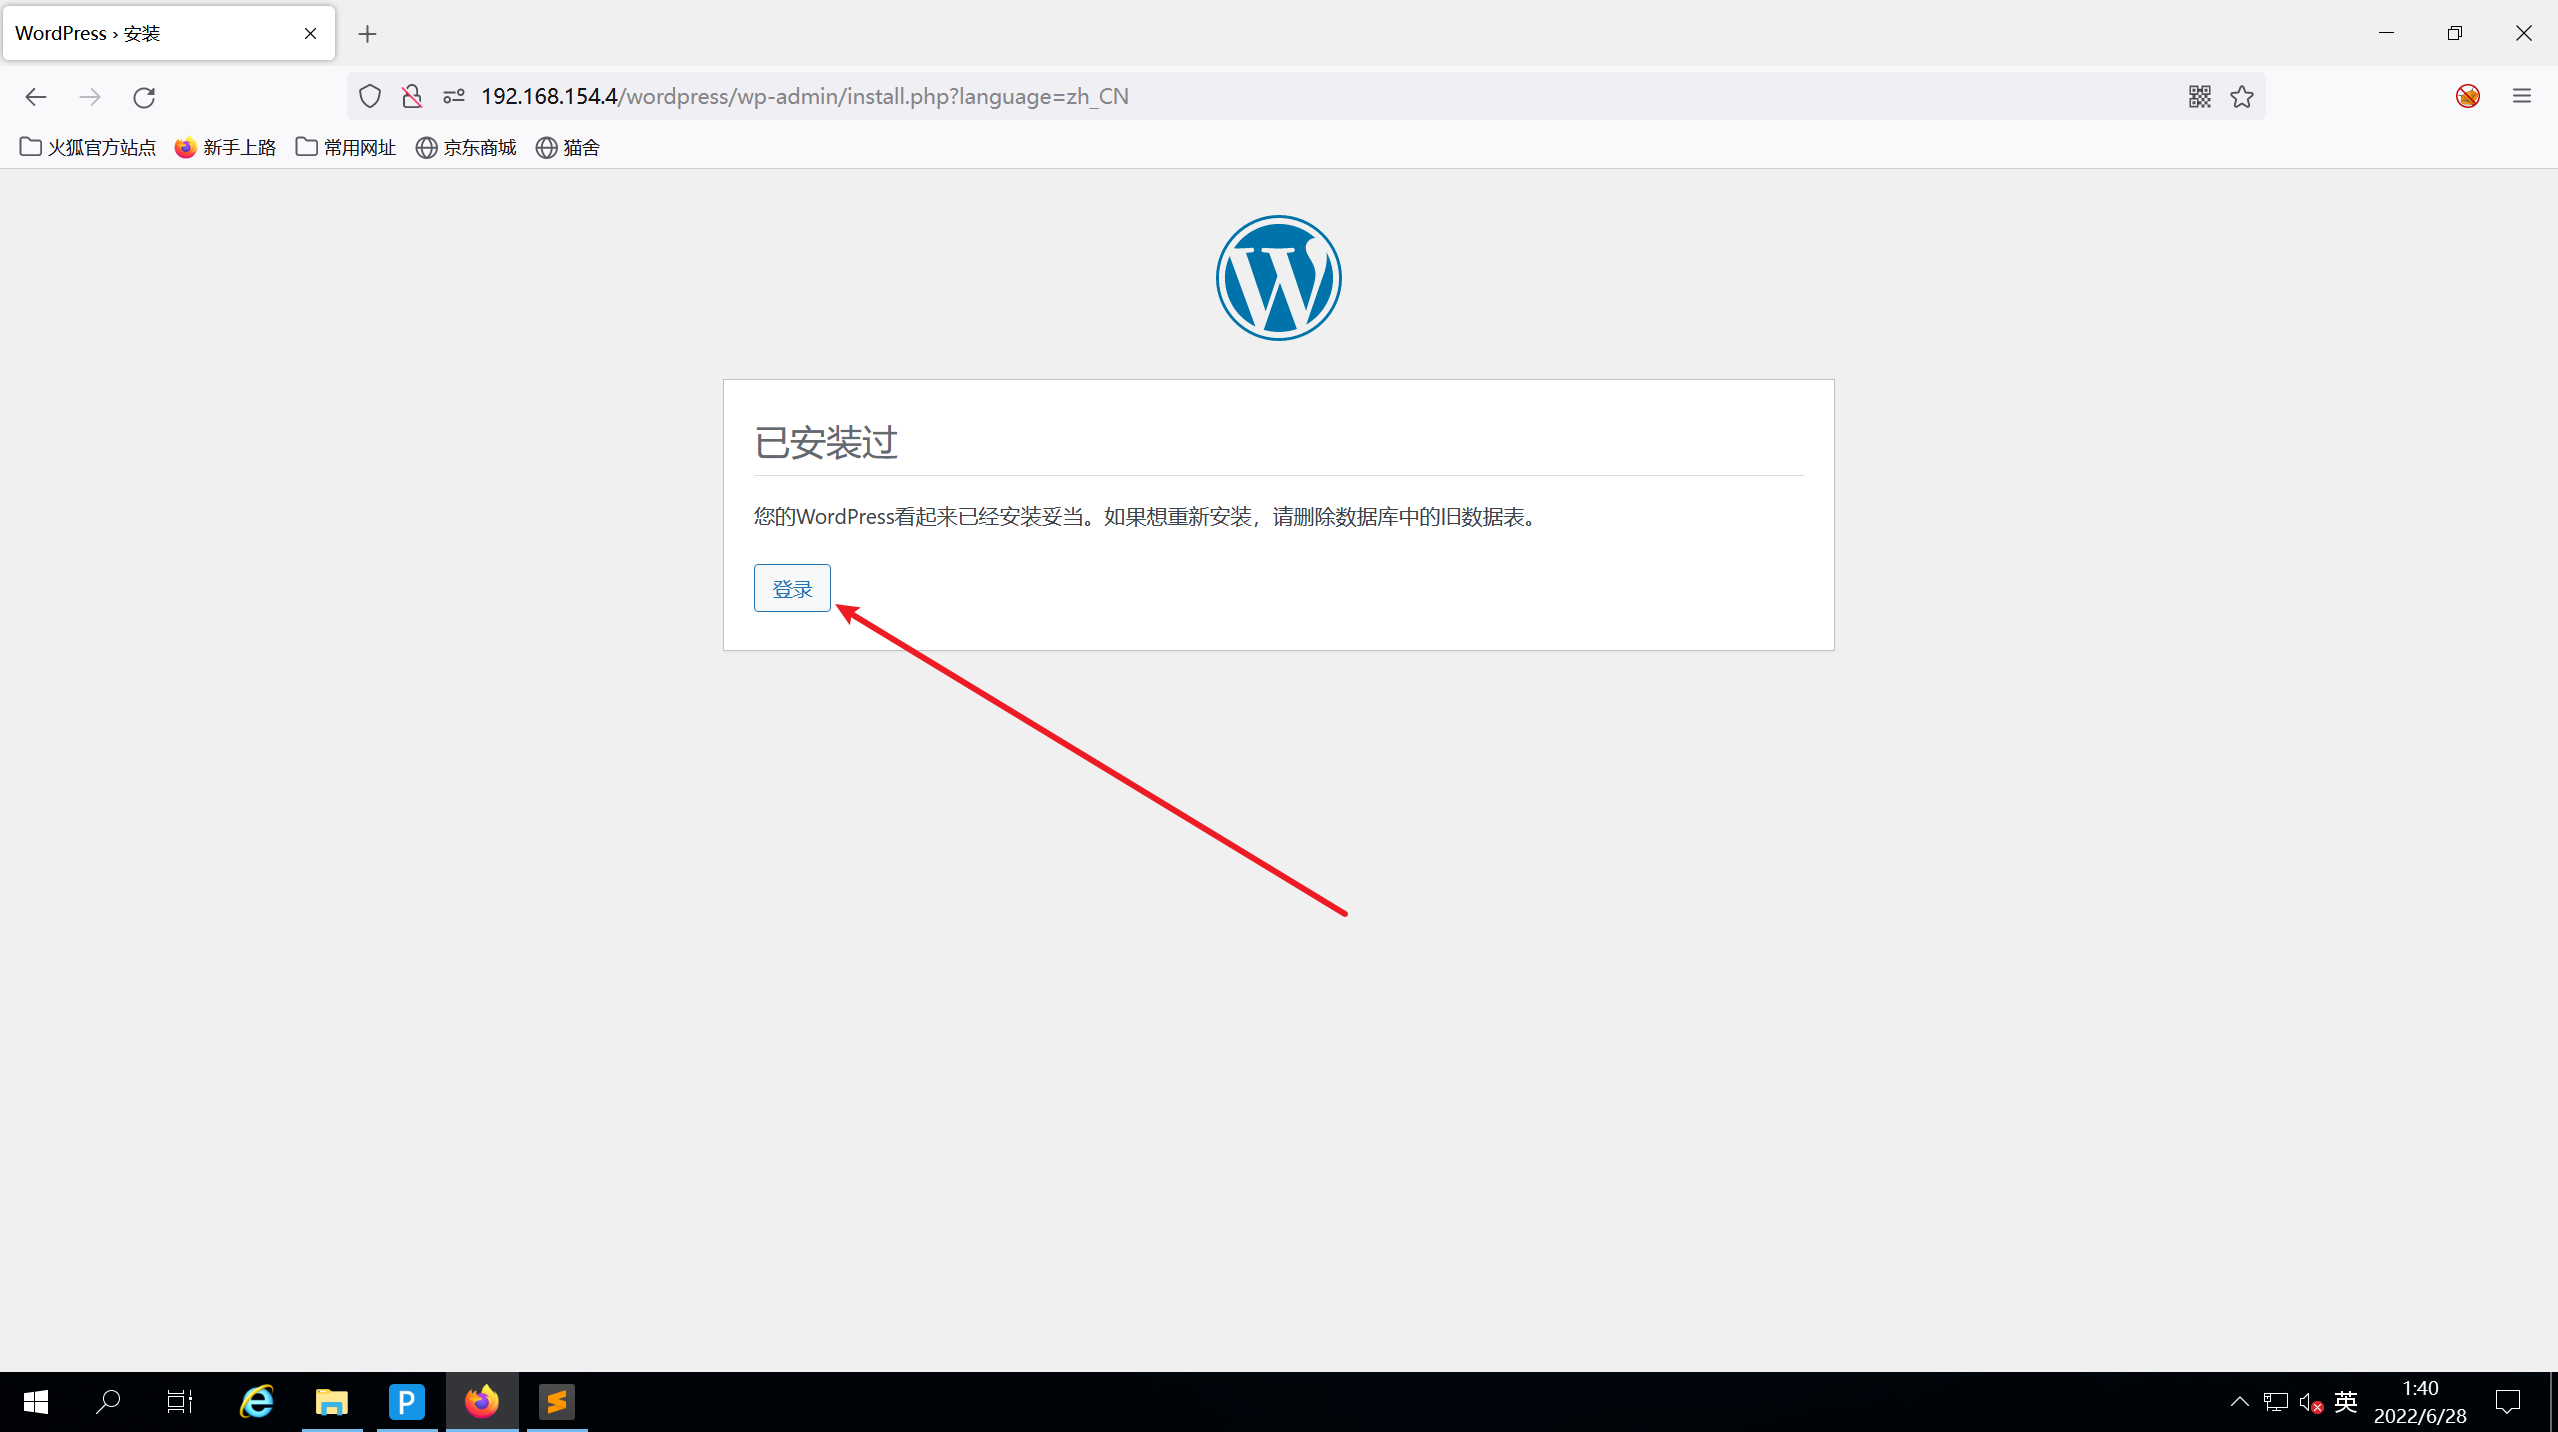 WordPress › 安装
192.168.154.4/wordpress/wp-admin/install.php?language=zh_CN
火狐官方站点 新手上路 常用网址 京东商城 猫舍
已安装过
您的WordPress看起来已经安装妥当。如果想重新安装，请删除数据库中的旧数据表。
登录
英
1:40
2022/6/28